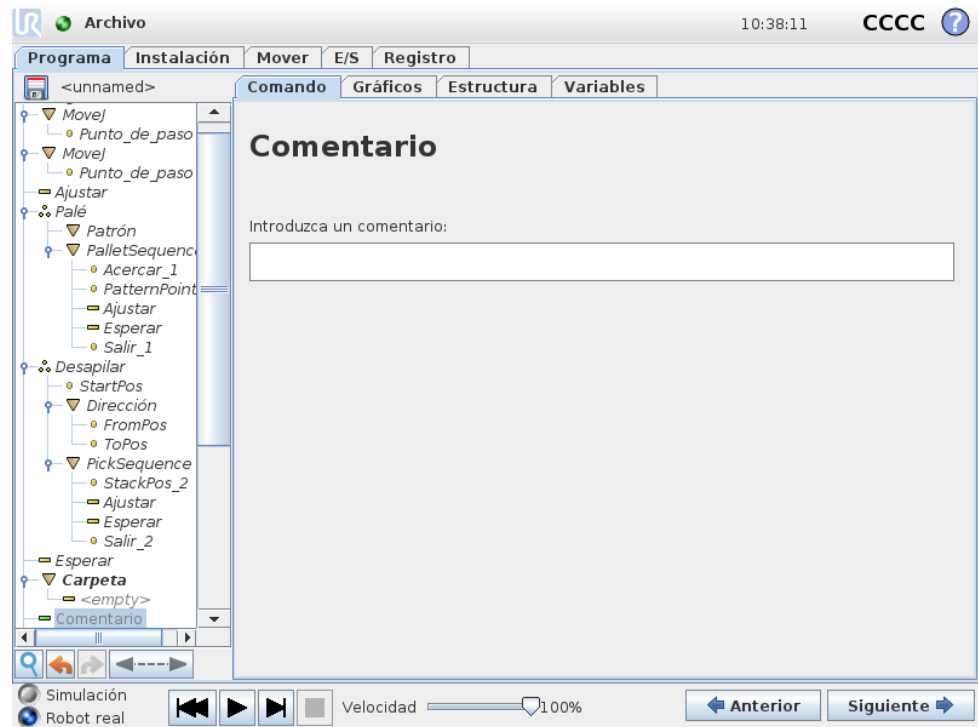 UR Archivo 10:38:11 CCCC ?
Programa Instalación Mover E/S Registro
<unnamed> Comando Gráficos Estructura Variables
MoveJ
Punto_de_paso
MoveJ
Punto_de_paso
Ajustar
Palé
Patrón
PalletSequence
Acercar_1
PatternPoint
Ajustar
Esperar
Salir_1
Desapilar
StartPos
Dirección
FromPos
ToPos
PickSequence
StackPos_2
Ajustar
Esperar
Salir_2
Esperar
Carpeta
<empty>
Comentario
Comentario
Introduzca un comentario:
Simulación
Robot real
Velocidad 100%
Anterior Siguiente